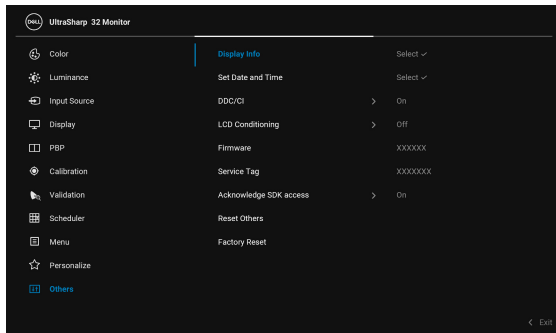 DELL UltraSharp 32 Monitor
Color Display Info Select ✓
Luminance Set Date and Time Select ✓
Input Source DDC/CI > On
Display LCD Conditioning > Off
PBP Firmware XXXXXX
Calibration Service Tag XXXXXXX
Validation Acknowledge SDK access > On
Scheduler Reset Others
Menu Factory Reset
Personalize
Others
< Exit